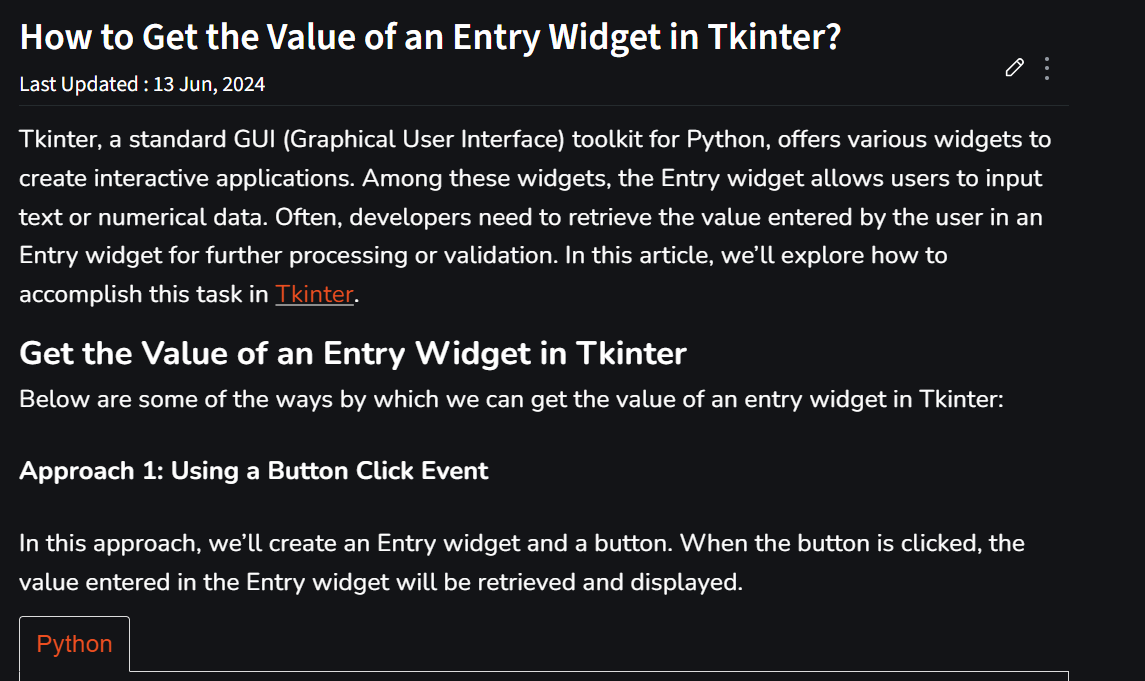 How to Get the Value of an Entry Widget in Tkinter?
Last Updated : 13 Jun, 2024
Tkinter, a standard GUI (Graphical User Interface) toolkit for Python, offers various widgets to
create interactive applications. Among these widgets, the Entry widget allows users to input
text or numerical data. Often, developers need to retrieve the value entered by the user in an
Entry widget for further processing or validation. In this article, we’ll explore how to
accomplish this task in Tkinter.
Get the Value of an Entry Widget in Tkinter
Below are some of the ways by which we can get the value of an entry widget in Tkinter:
Approach 1: Using a Button Click Event
In this approach, we’ll create an Entry widget and a button. When the button is clicked, the
value entered in the Entry widget will be retrieved and displayed.
Python